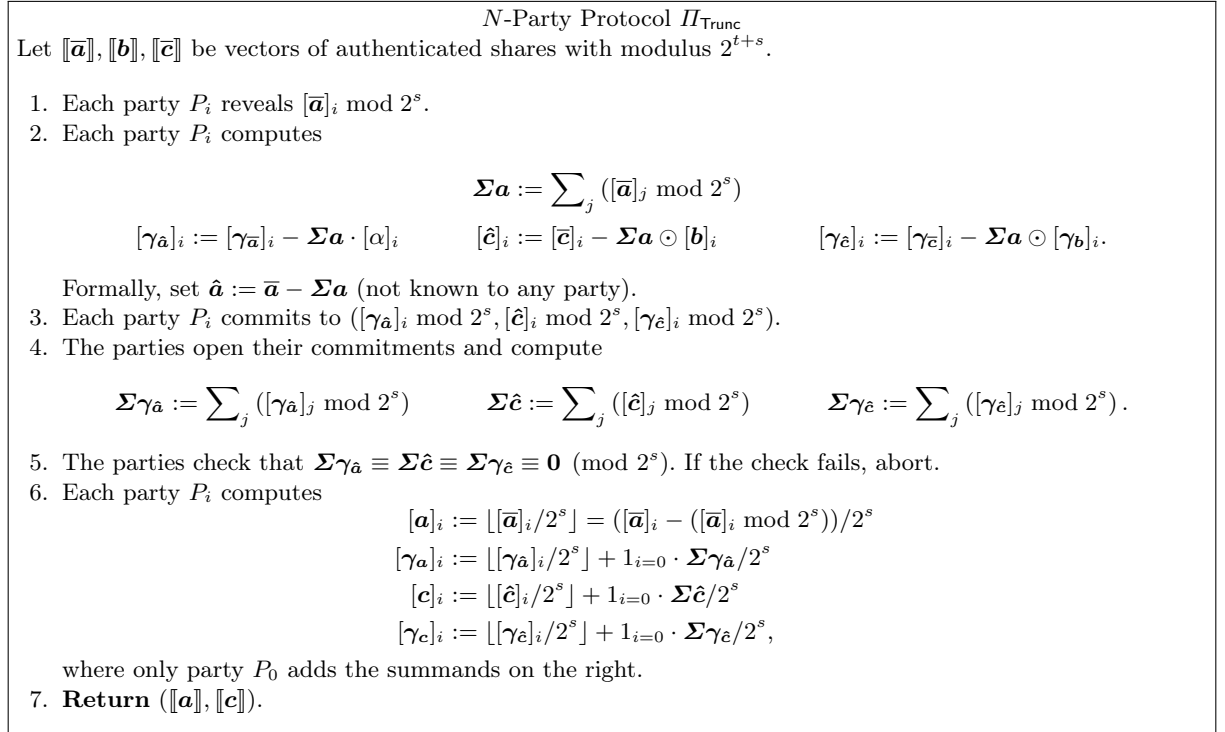 N-Party Protocol Π_Trunc
Let ⟦a̅⟧, ⟦b⟧, ⟦c̅⟧ be vectors of authenticated shares with modulus 2^{t+s}.
1. Each party P_i reveals [a̅]_i mod 2^s.
2. Each party P_i computes
Σa := ∑_j ([a̅]_j mod 2^s)
[γ_â]_i := [γ_a̅]_i − Σa · [α]_i [ĉ]_i := [c̅]_i − Σa ⊙ [b]_i [γ_ĉ]_i := [γ_c̅]_i − Σa ⊙ [γ_b]_i.
Formally, set â := a̅ − Σa (not known to any party).
3. Each party P_i commits to ([γ_â]_i mod 2^s, [ĉ]_i mod 2^s, [γ_ĉ]_i mod 2^s).
4. The parties open their commitments and compute
Σγ_â := ∑_j ([γ_â]_j mod 2^s) Σĉ := ∑_j ([ĉ]_j mod 2^s) Σγ_ĉ := ∑_j ([γ_ĉ]_j mod 2^s).
5. The parties check that Σγ_â ≡ Σĉ ≡ Σγ_ĉ ≡ 0 (mod 2^s). If the check fails, abort.
6. Each party P_i computes
[a]_i := ⌊[a̅]_i/2^s⌋ = ([a̅]_i − ([a̅]_i mod 2^s))/2^s
[γ_a]_i := ⌊[γ_â]_i/2^s⌋ + 1_{i=0} · Σγ_â/2^s
[c]_i := ⌊[ĉ]_i/2^s⌋ + 1_{i=0} · Σĉ/2^s
[γ_c]_i := ⌊[γ_ĉ]_i/2^s⌋ + 1_{i=0} · Σγ_ĉ/2^s,
where only party P_0 adds the summands on the right.
7. Return (⟦a⟧, ⟦c⟧).